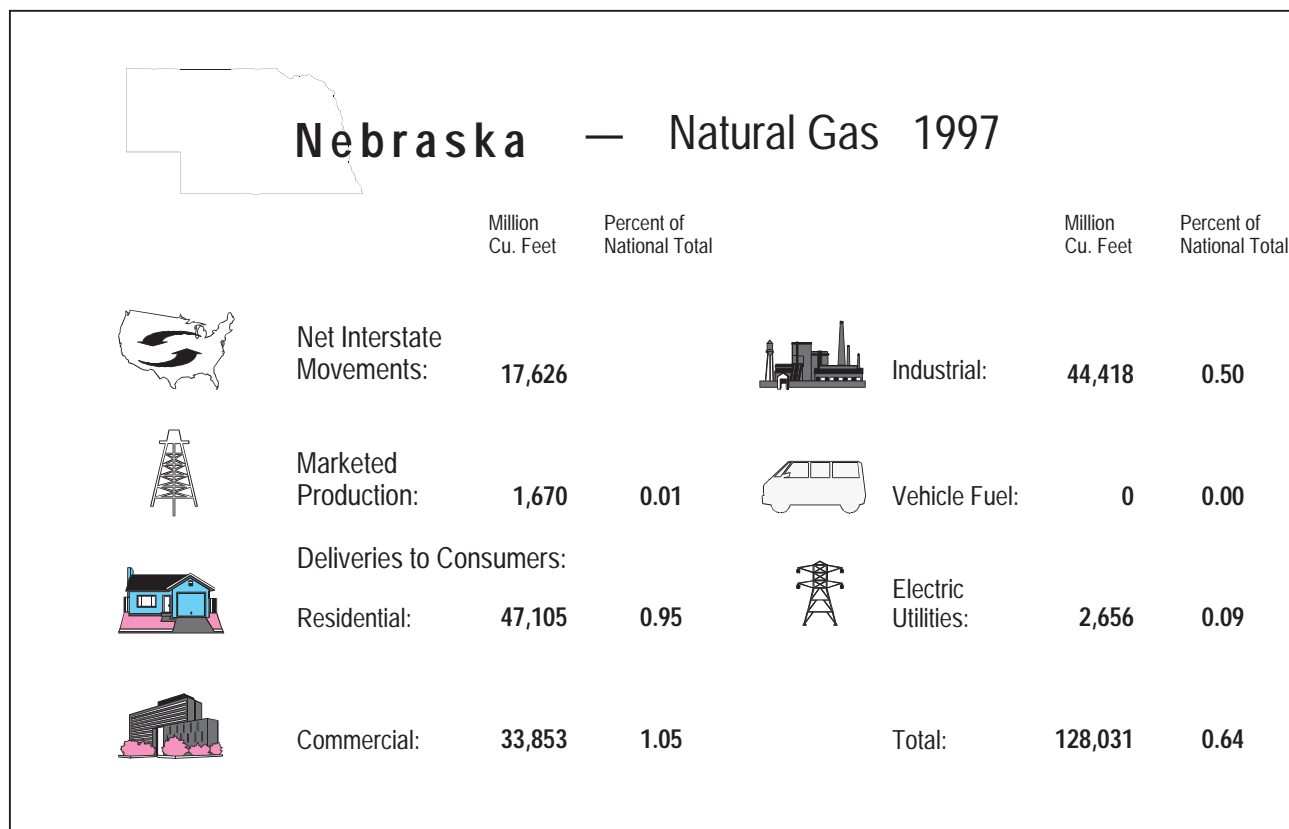 Nebraska — Natural Gas 1997
Million
Cu. Feet
Percent of
National Total
Million
Cu. Feet
Percent of
National Total
Net Interstate
Movements: 17,626
Industrial: 44,418 0.50
Marketed
Production: 1,670 0.01
Vehicle Fuel: 0 0.00
Deliveries to Consumers:
Residential: 47,105 0.95
Electric
Utilities: 2,656 0.09
Commercial: 33,853 1.05
Total: 128,031 0.64